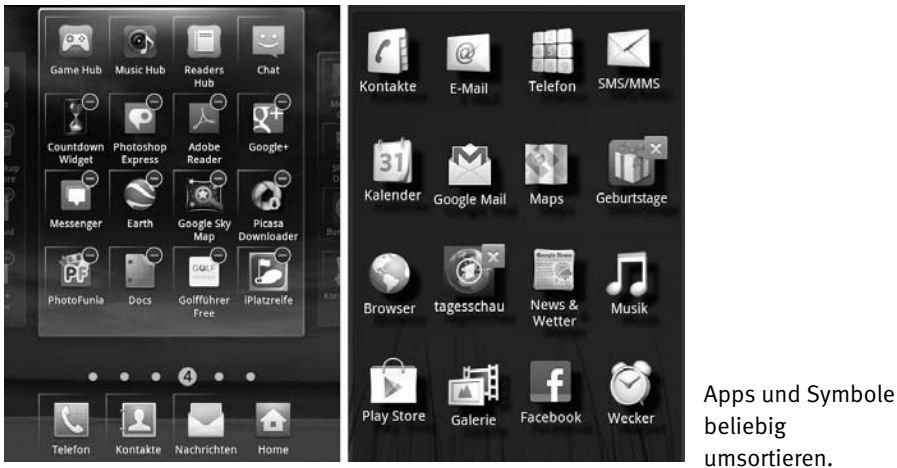 Game Hub Music Hub Readers Hub Chat
Countdown Widget Photoshop Express Adobe Reader Google+
Messenger Earth Google Sky Map Picasa Downloader
PhotoFunia Docs Golfführer Free iPlatzreife
4
Telefon Kontakte Nachrichten Home
Kontakte E-Mail Telefon SMS/MMS
31
Kalender Google Mail Maps Geburtstage
Browser tagesschau News & Wetter Musik
Play Store Galerie Facebook Wecker
Apps und Symbole
beliebig
umsortieren.